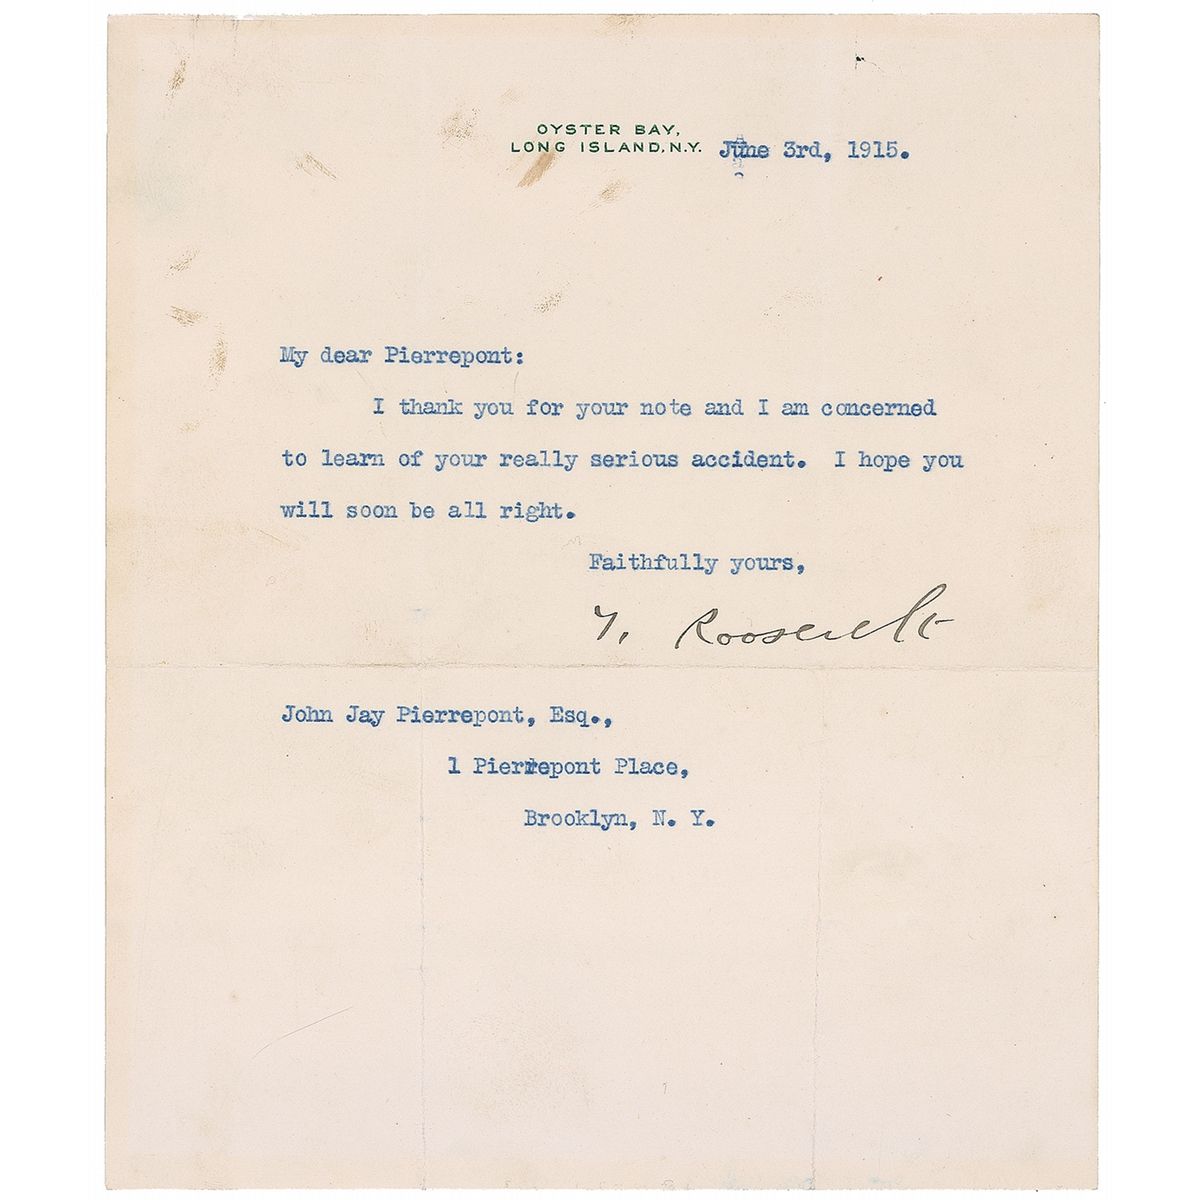 OYSTER BAY,
LONG ISLAND, N.Y. June 3rd, 1915.
My dear Pierrepont:
I thank you for your note and I am concerned
to learn of your really serious accident. I hope you
will soon be all right.
Faithfully yours,
T. Roosevelt
John Jay Pierrepont, Esq.,
1 Pierrepont Place,
Brooklyn, N. Y.